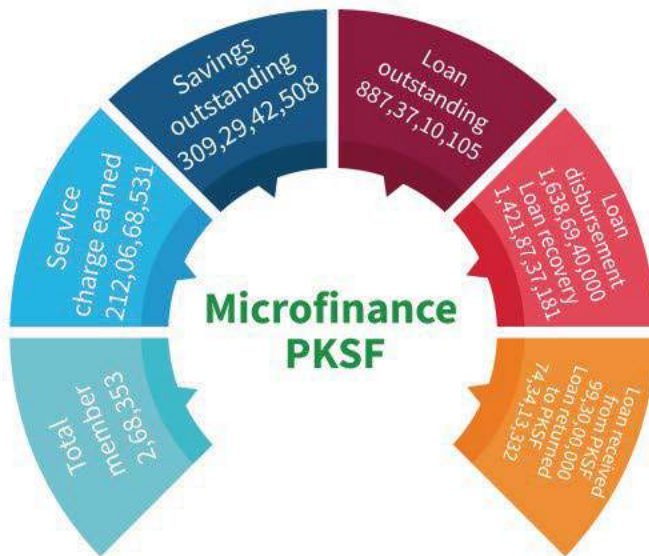 Total
member
2,68,353
Service
charge earned
212,06,68,531
Savings
outstanding
309,29,42,508
Loan
outstanding
887,37,10,105
Loan
disbursement
1,638,69,40,000
Loan recovery
1,421,87,37,181
Loan received
from PKSF
99,30,00,000
Loan returned
to PKSF
74,34,13,332
Microfinance
PKSF